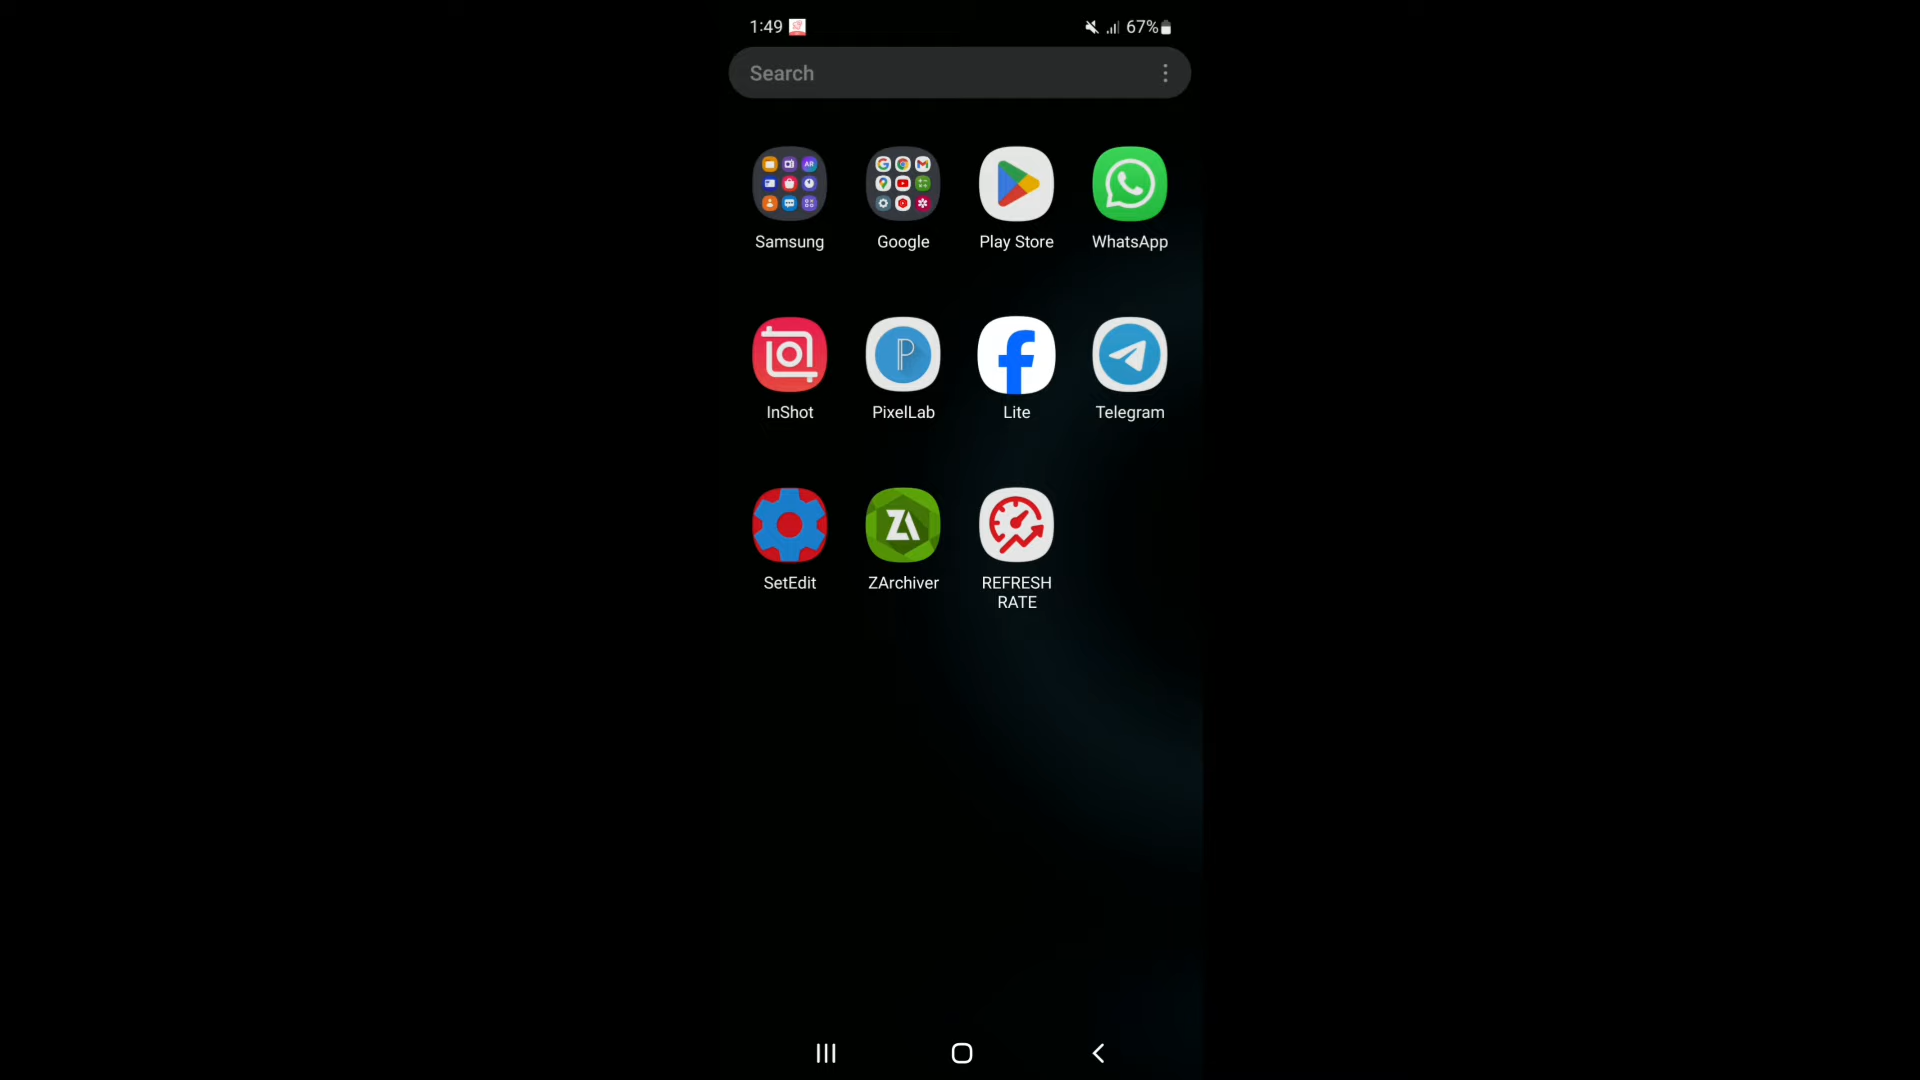 1:49 67%
Search
Samsung Google Play Store WhatsApp
InShot PixelLab Lite Telegram
SetEdit ZArchiver REFRESH
RATE